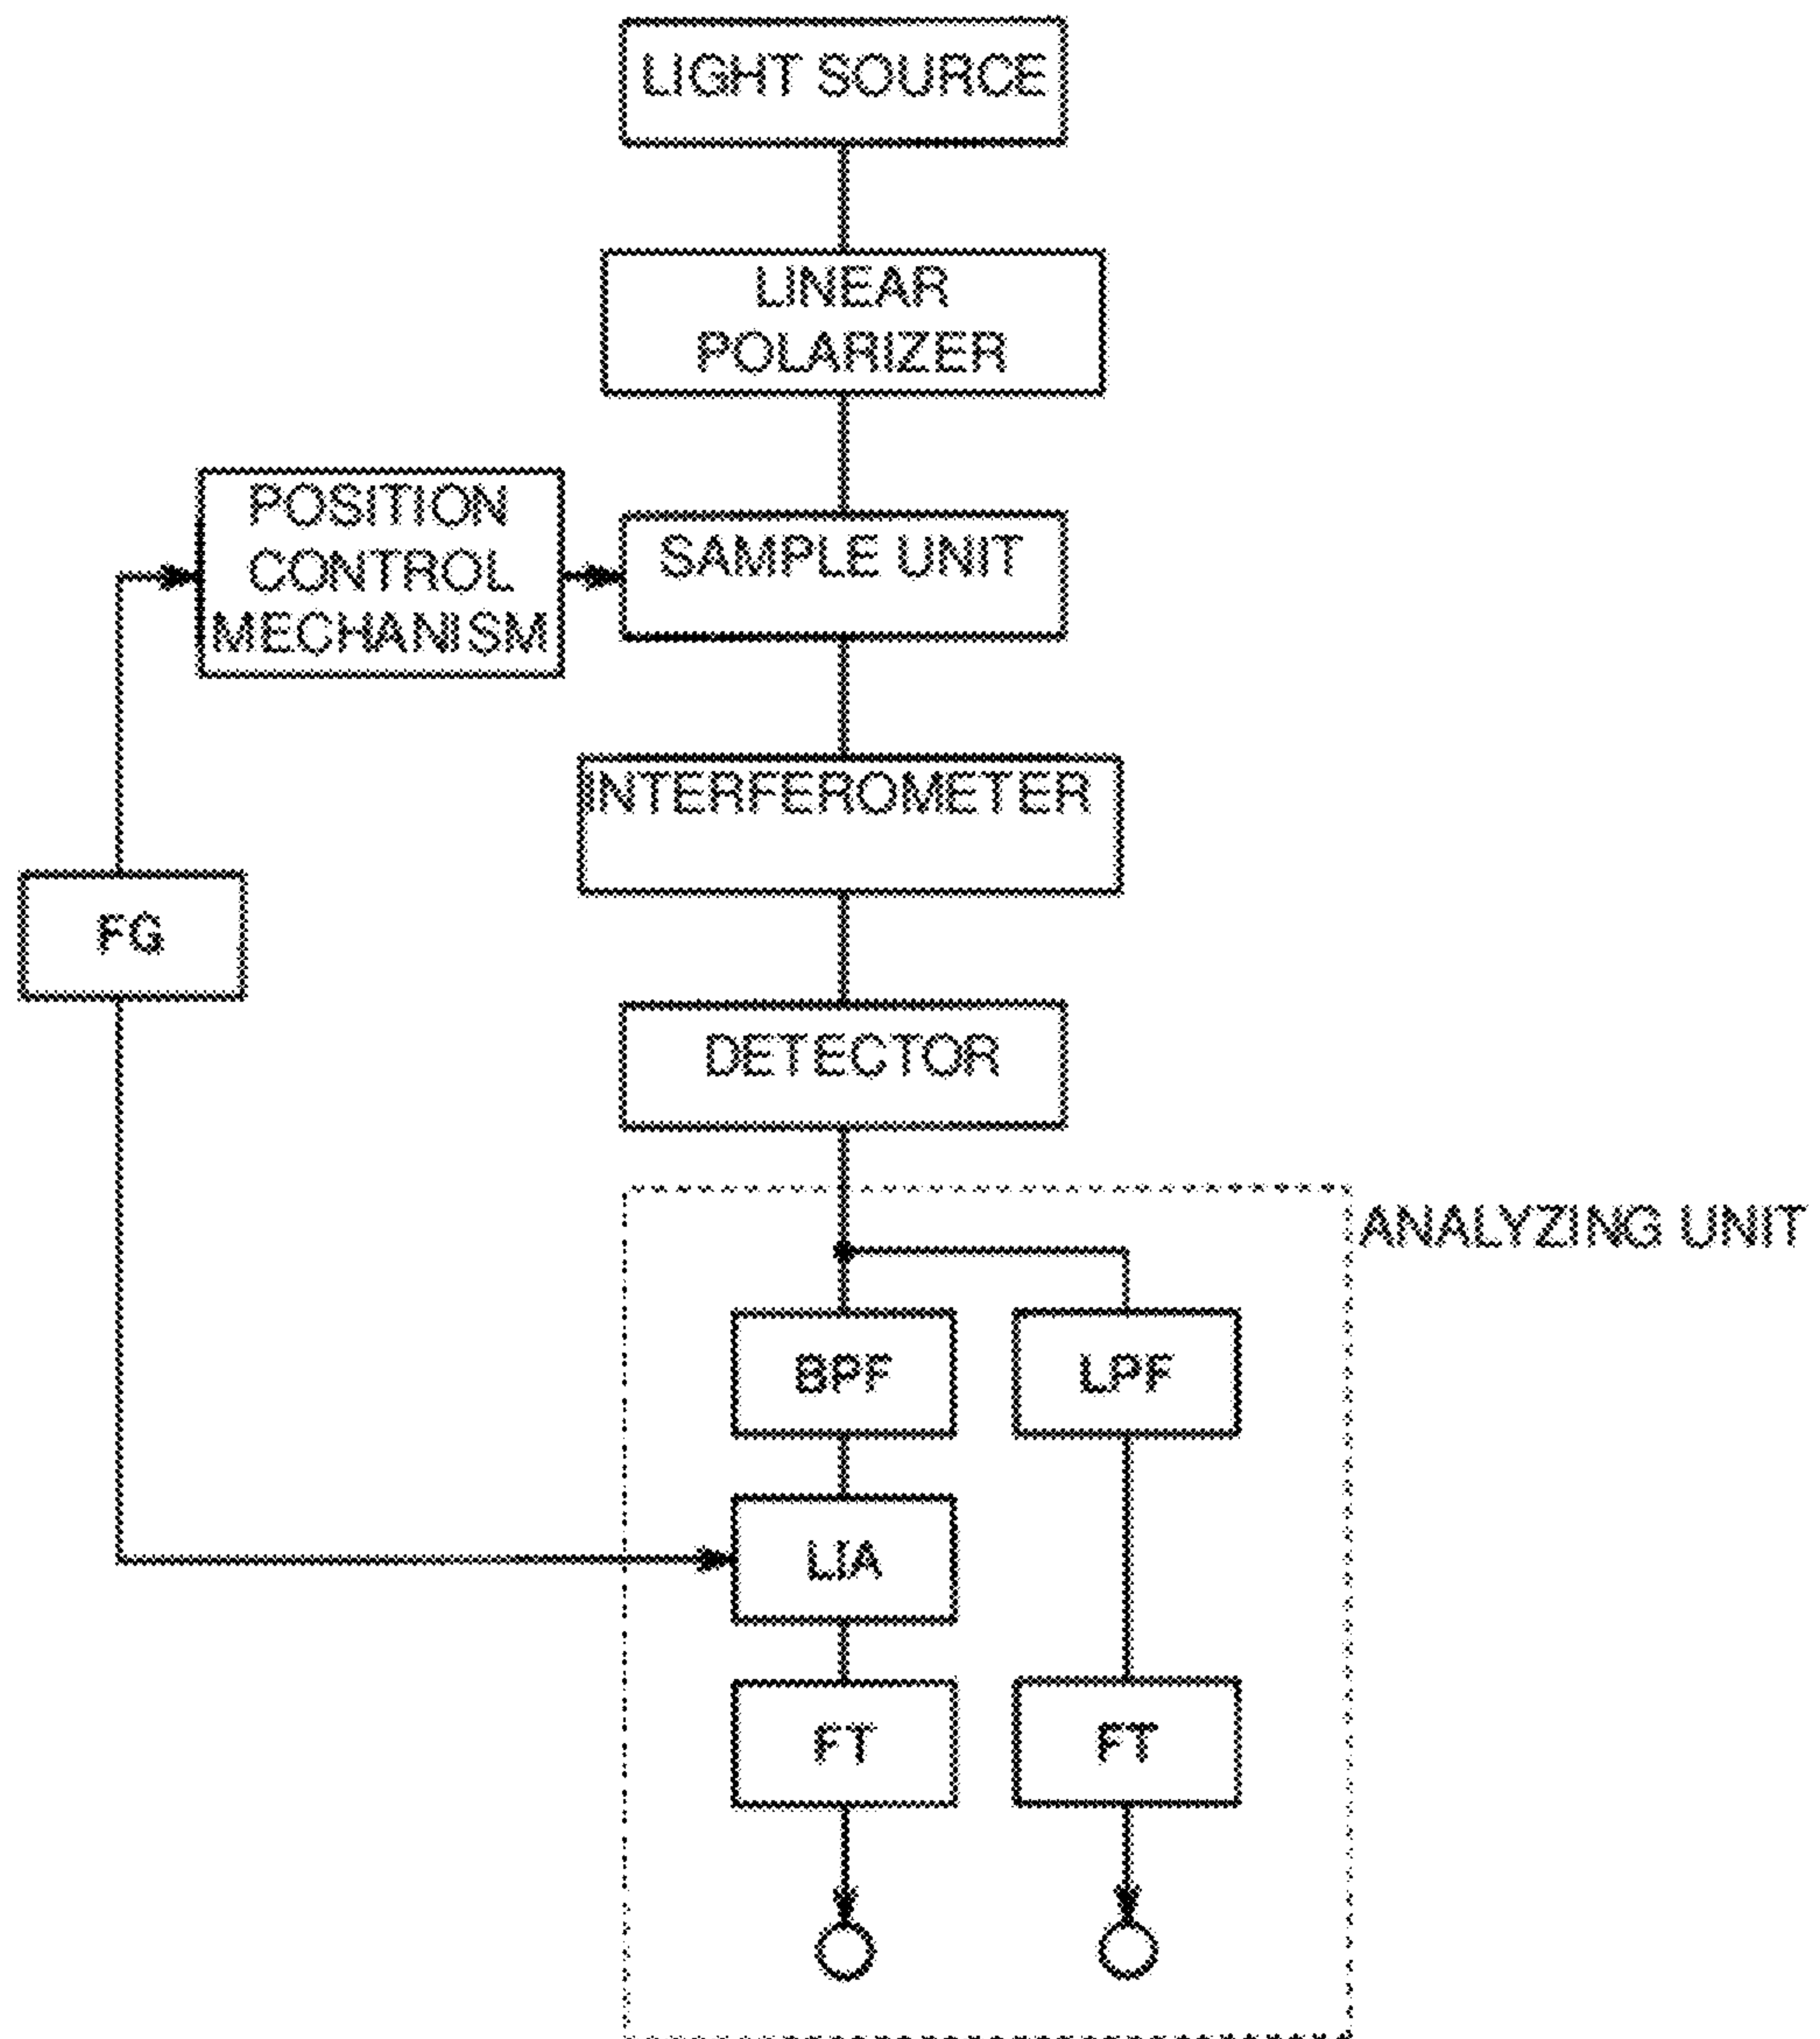 LIGHT SOURCE
LINEAR
POLARIZER
POSITION
CONTROL
MECHANISM
SAMPLE UNIT
INTERFEROMETER
FG
DETECTOR
ANALYZING UNIT
BPF
LPF
LIA
FT
FT